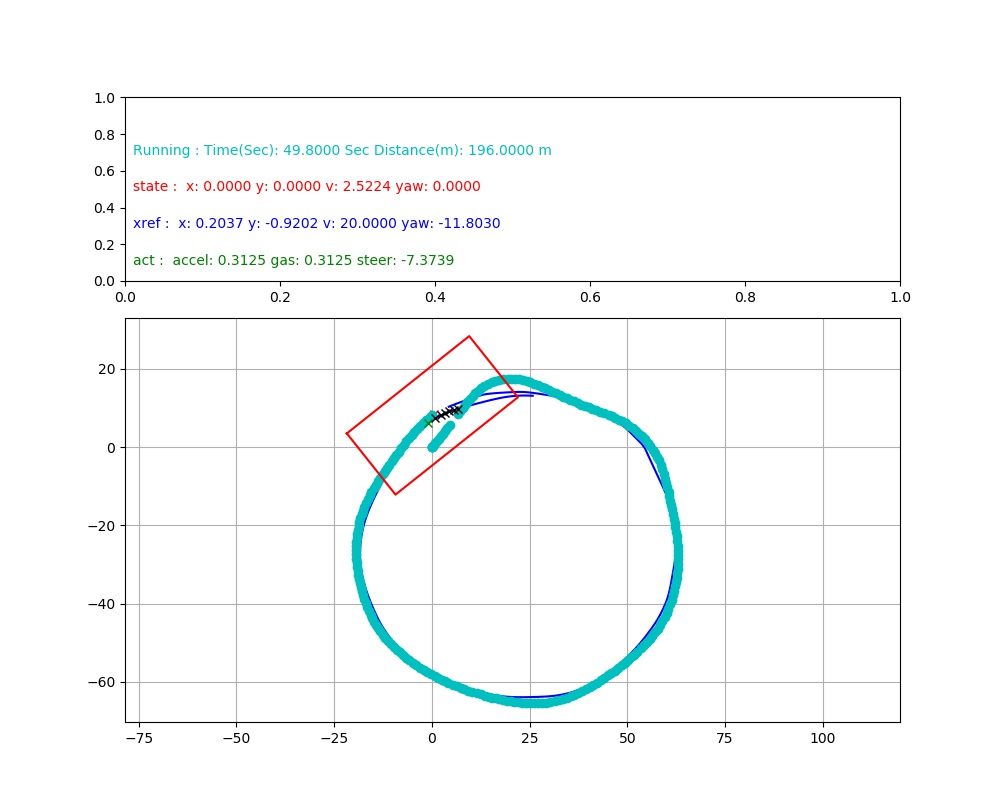 1.0
0.8
Running : Time(Sec): 49.8000 Sec Distance(m): 196.0000 m
0.6
state :  x: 0.0000 y: 0.0000 v: 2.5224 yaw: 0.0000
0.4
xref :  x: 0.2037 y: -0.9202 v: 20.0000 yaw: -11.8030
0.2
act :  accel: 0.3125 gas: 0.3125 steer: -7.3739
0.0
0.0 0.2 0.4 0.6 0.8 1.0
20
0
−20
−40
−60
−75 −50 −25 0 25 50 75 100